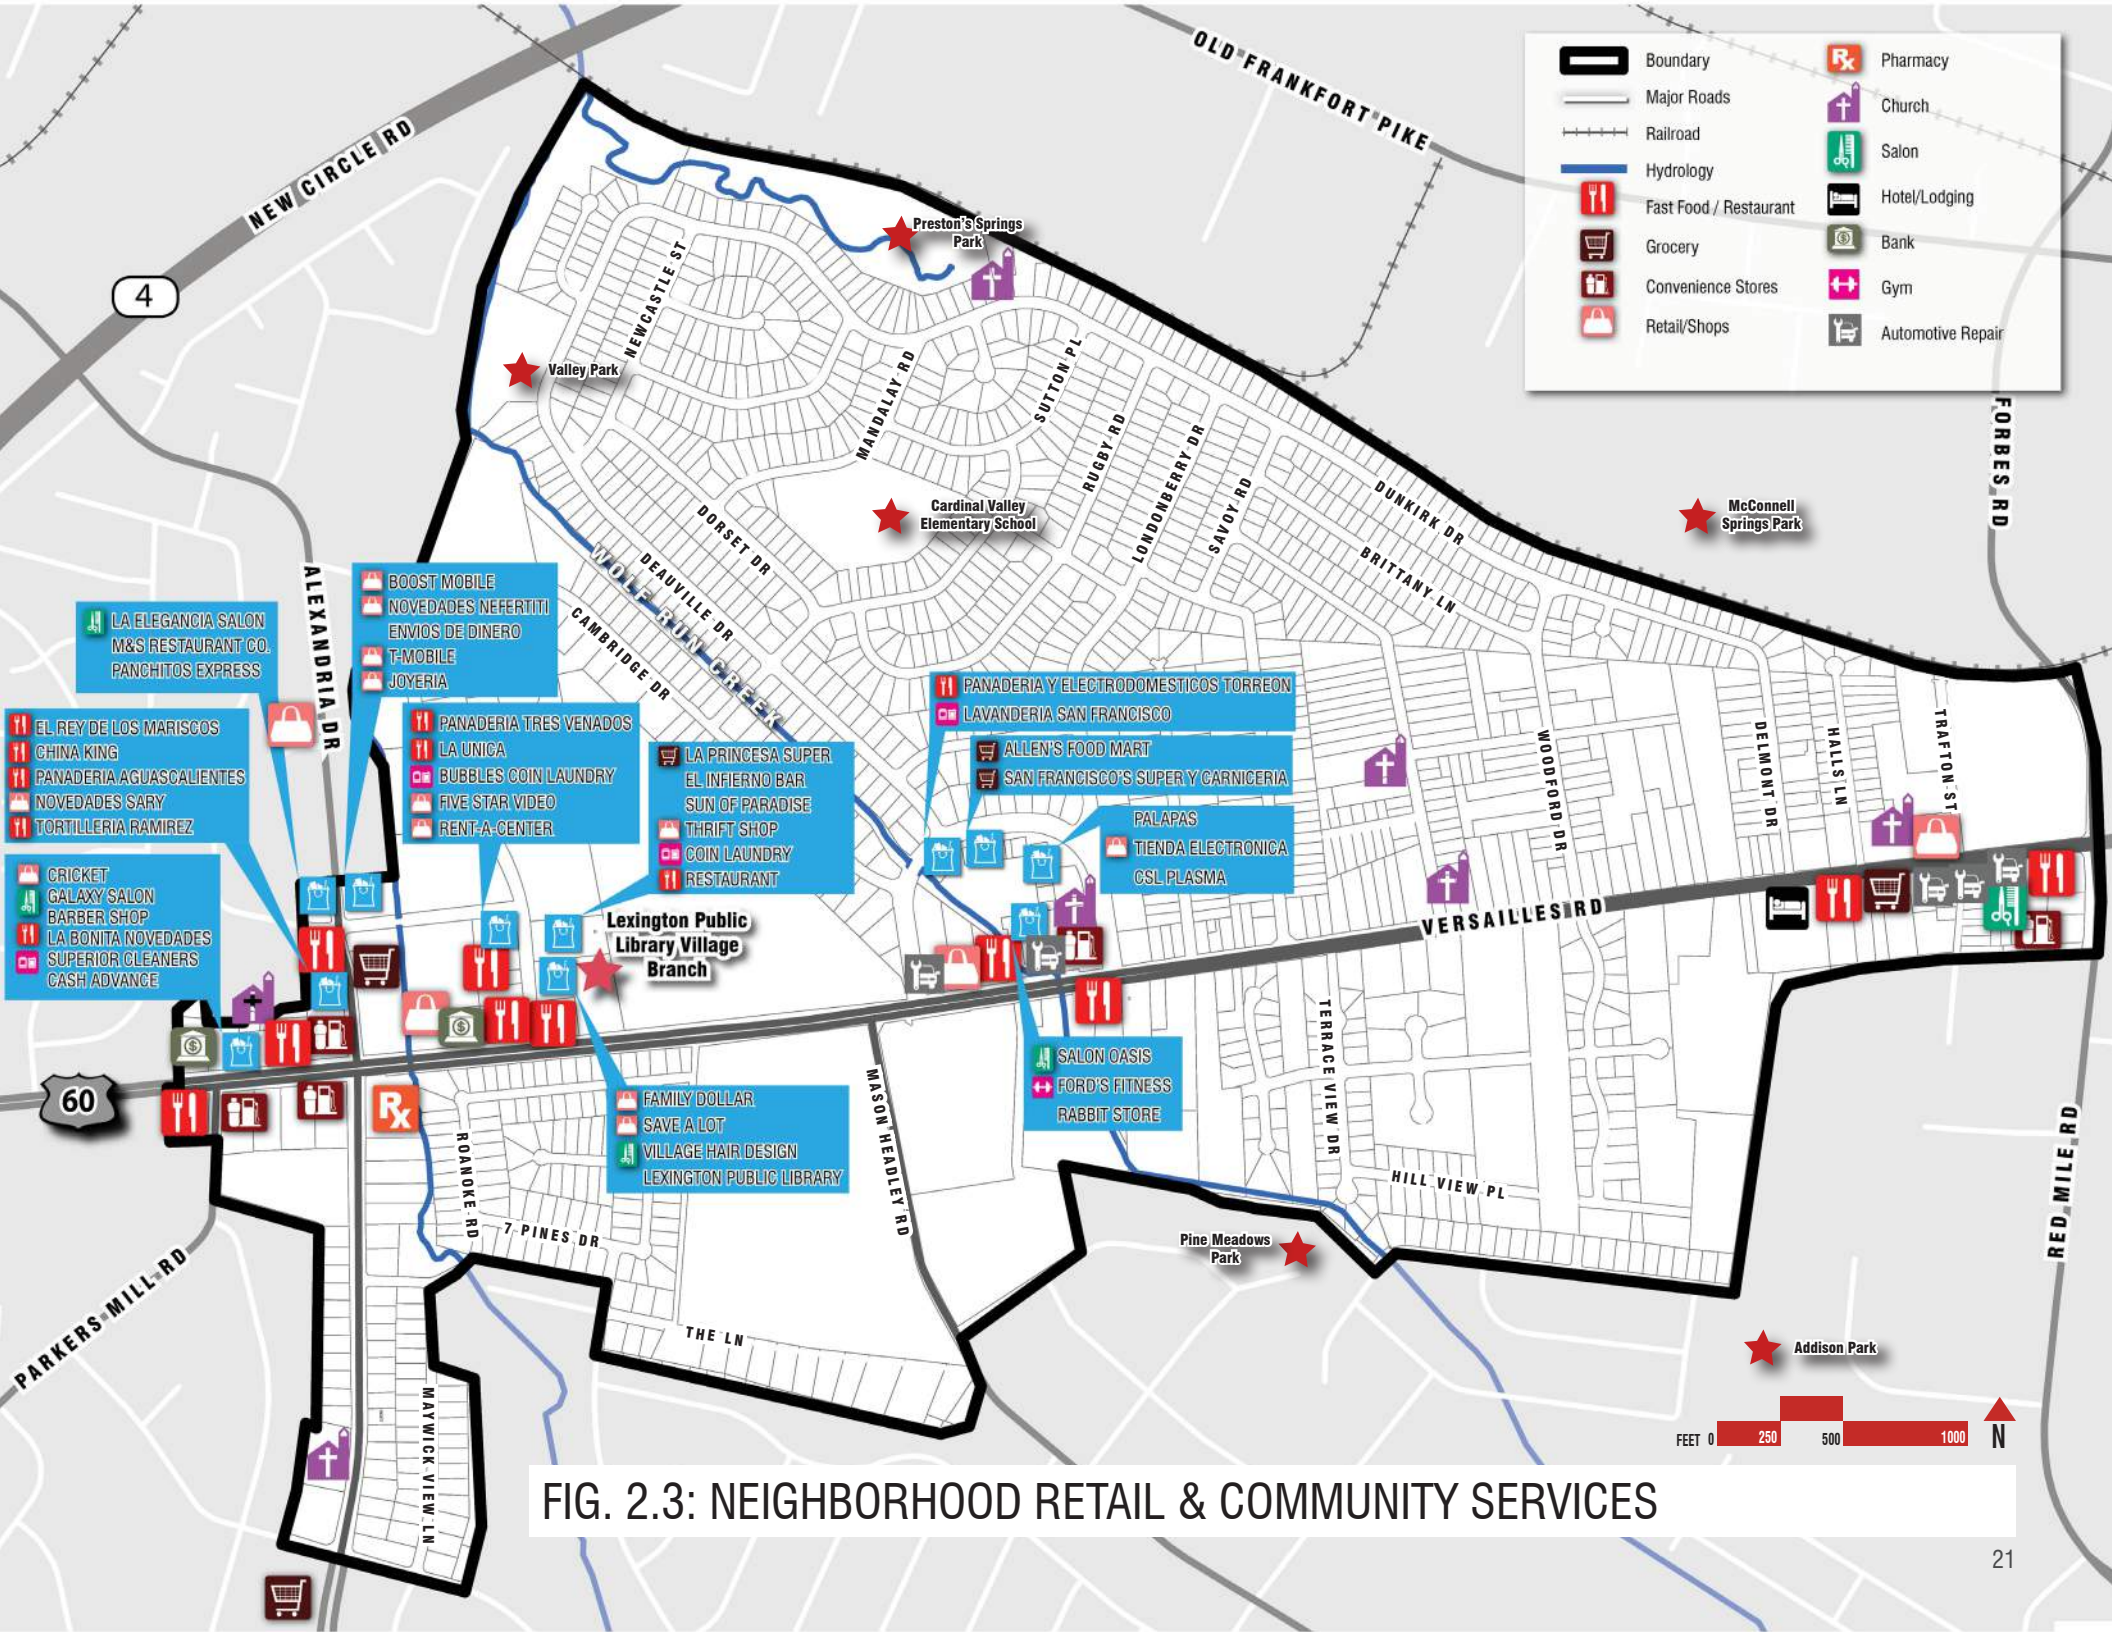 OLD FRANKFORT PIKE
NEW CIRCLE RD
4
Boundary
Major Roads
Railroad
Hydrology
Fast Food / Restaurant
Grocery
Convenience Stores
Retail/Shops
Rx
Pharmacy
Church
Salon
Hotel/Lodging
Bank
Gym
Automotive Repair
FORBES RD
Preston's Springs
Park
Valley Park
NEWCASTLE ST
MANDALAY RD
SUTTON PL
RUGBY RD
LONDONBERRY DR
SAVOY RD
DUNKIRK DR
BRITTANY LN
Cardinal Valley
Elementary School
McConnell
Springs Park
DORSET DR
DEAUVILLE DR
WOLF RUN CREEK
CAMBRIDGE DR
ALEXANDRIA DR
BOOST MOBILE
NOVEDADES NEFERTITI
ENVIOS DE DINERO
T-MOBILE
JOYERIA
LA ELEGANCIA SALON
M&S RESTAURANT CO.
PANCHITOS EXPRESS
EL REY DE LOS MARISCOS
CHINA KING
PANADERIA AGUASCALIENTES
NOVEDADES SARY
TORTILLERIA RAMIREZ
CRICKET
GALAXY SALON
BARBER SHOP
LA BONITA NOVEDADES
SUPERIOR CLEANERS
CASH ADVANCE
PANADERIA TRES VENADOS
LA UNICA
BUBBLES COIN LAUNDRY
FIVE STAR VIDEO
RENT-A-CENTER
LA PRINCESA SUPER
EL INFIERNO BAR
SUN OF PARADISE
THRIFT SHOP
COIN LAUNDRY
RESTAURANT
PANADERIA Y ELECTRODOMESTICOS TORREON
LAVANDERIA SAN FRANCISCO
ALLEN'S FOOD MART
SAN FRANCISCO'S SUPER Y CARNICERIA
PALAPAS
TIENDA ELECTRONICA
CSL PLASMA
WOODFORD DR
DELMONT DR
HALLS LN
TRAFTON ST
Lexington Public
Library Village
Branch
VERSAILLES RD
60
Rx
SALON OASIS
FORD'S FITNESS
RABBIT STORE
FAMILY DOLLAR
SAVE A LOT
VILLAGE HAIR DESIGN
LEXINGTON PUBLIC LIBRARY
MASON HEADLEY RD
TERRACE VIEW DR
HILL VIEW PL
RED MILE RD
ROANOKE RD
7 PINES DR
PARKERS MILL RD
THE LN
Pine Meadows
Park
Addison Park
MAYWICK VIEW LN
FEET 0 250 500 1000
N
FIG. 2.3: NEIGHBORHOOD RETAIL & COMMUNITY SERVICES
21